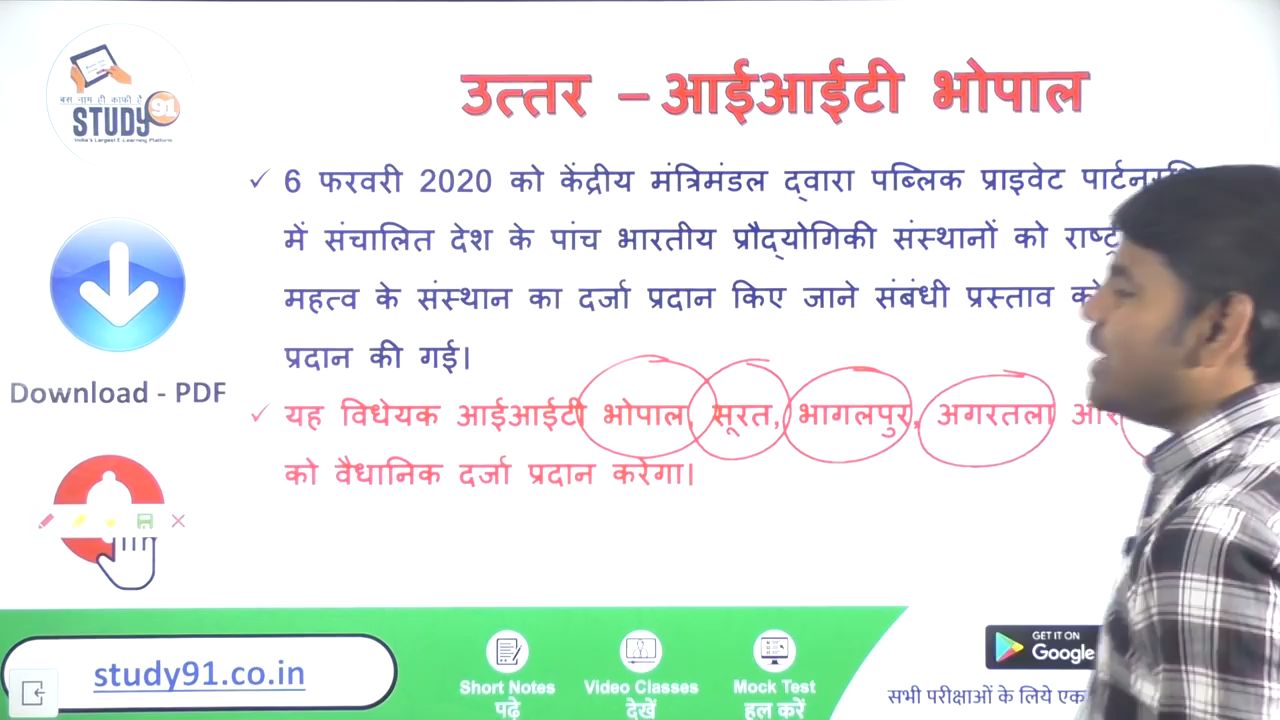 उत्तर – आईआईटी भोपाल
बस नाम ही काफी है
STUDY 91
India's Largest E-Learning Platform
✓ 6 फरवरी 2020 को केंद्रीय मंत्रिमंडल द्वारा पब्लिक प्राइवेट
में संचालित देश के पांच भारतीय प्रौद्योगिकी संस्थानों को
महत्व के संस्थान का दर्जा प्रदान किए जाने संबंधी प्रस्ताव
प्रदान की गई।
✓ यह विधेयक आईआईटी भोपाल, सूरत, भागलपुर, अगरतला
को वैधानिक दर्जा प्रदान करेगा।
Download - PDF
study91.co.in
Short Notes
पढ़े
Video Classes
देखें
Mock Test
हल करें
GET IT ON
Google
सभी परीक्षाओं के लिये एक